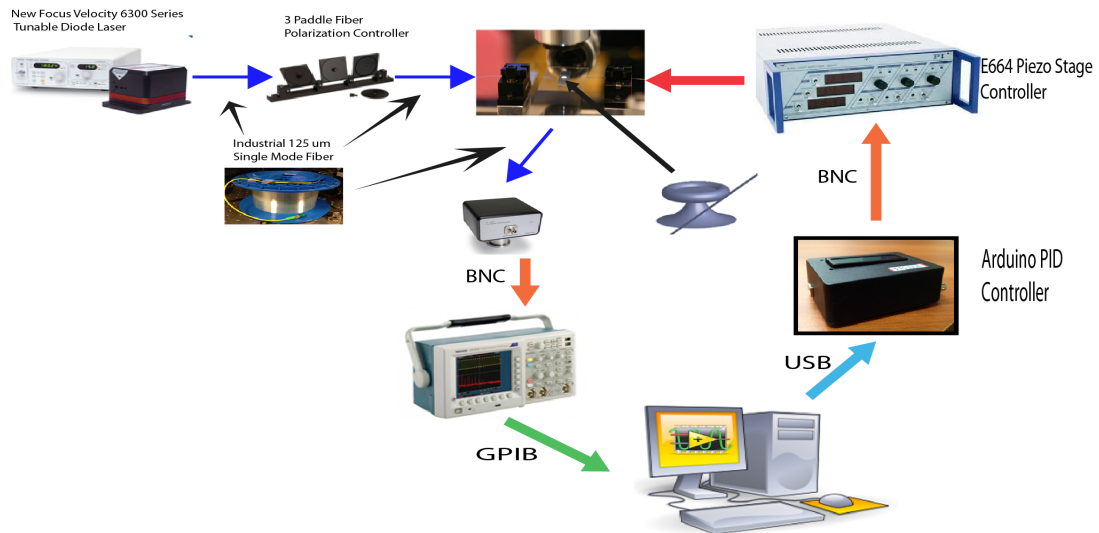 New Focus Velocity 6300 Series
Tunable Diode Laser
3 Paddle Fiber
Polarization Controller
E664 Piezo Stage
Controller
Industrial 125 um
Single Mode Fiber
BNC
BNC
Arduino PID
Controller
USB
GPIB